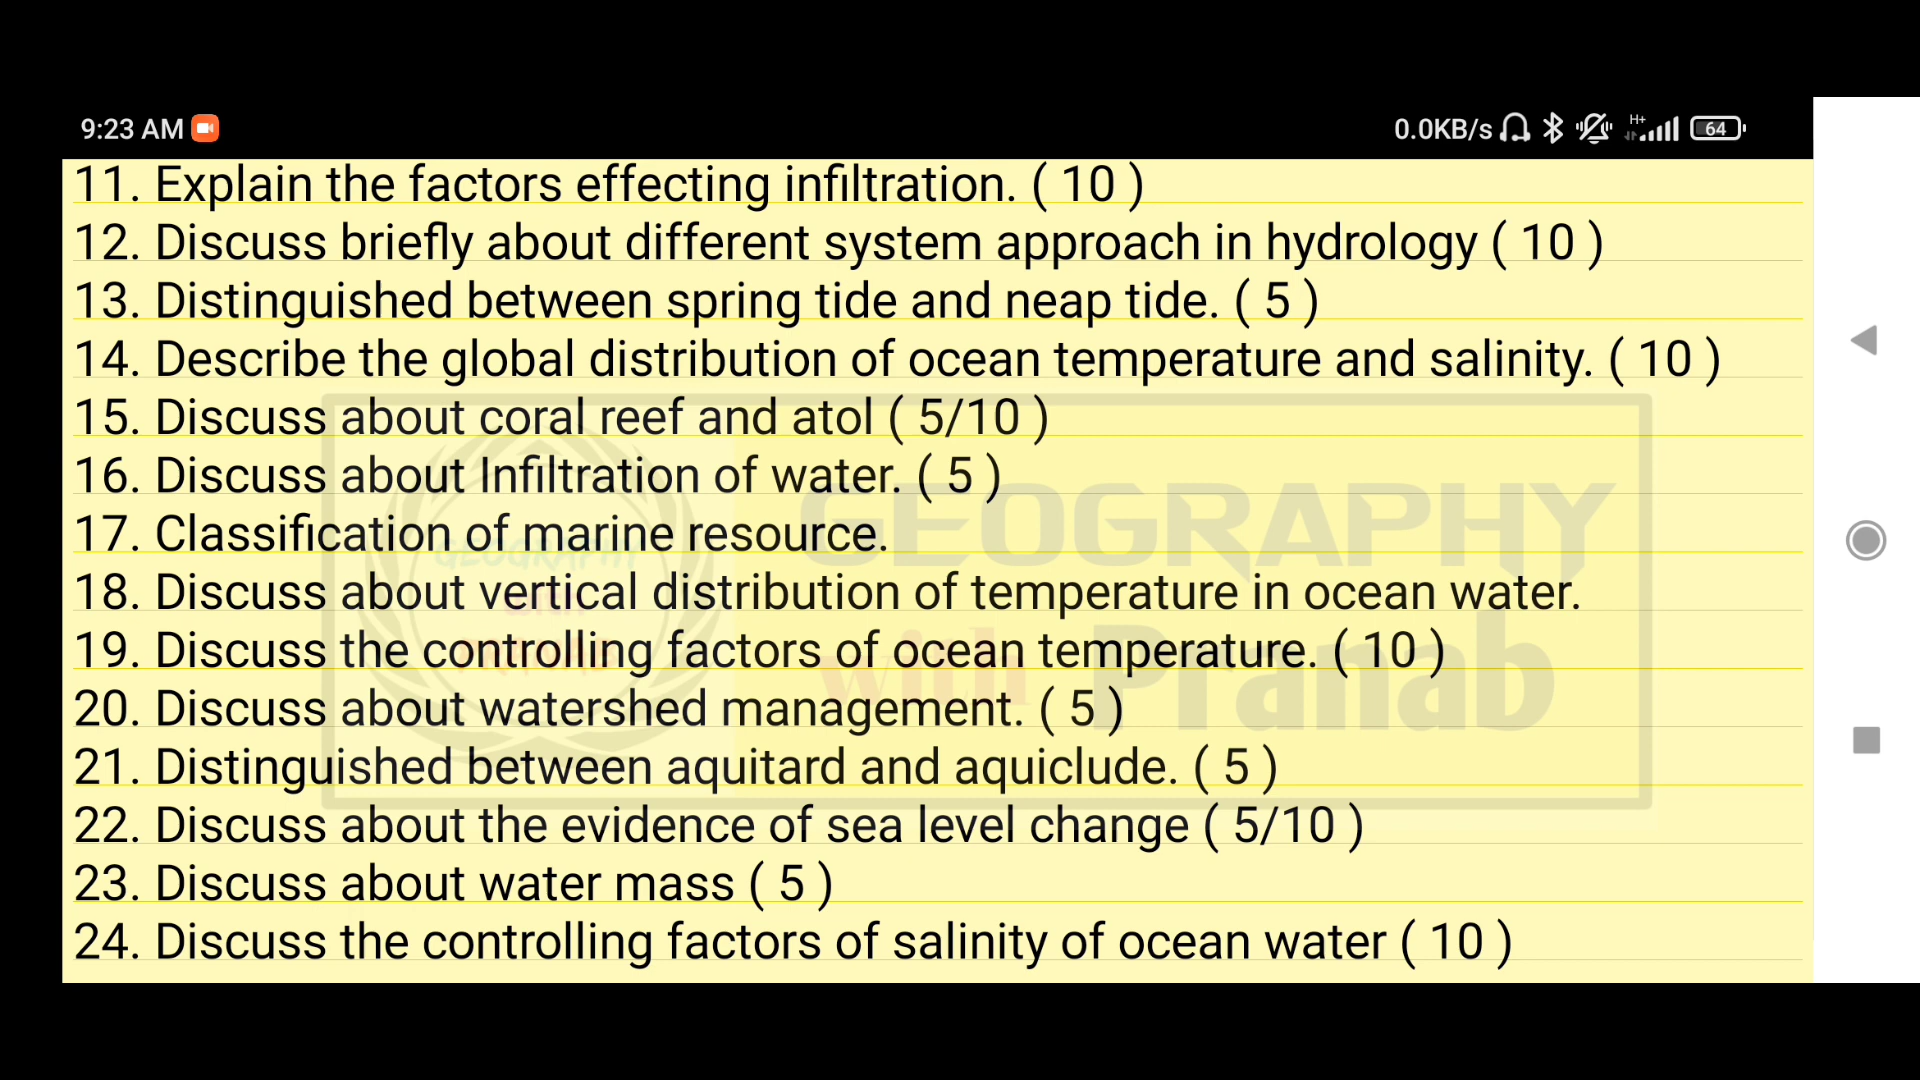 9:23 AM 0.0KB/s H+ 64
11. Explain the factors effecting infiltration. ( 10 )
12. Discuss briefly about different system approach in hydrology ( 10 )
13. Distinguished between spring tide and neap tide. ( 5 )
14. Describe the global distribution of ocean temperature and salinity. ( 10 )
15. Discuss about coral reef and atol ( 5/10 )
16. Discuss about Infiltration of water. ( 5 )
17. Classification of marine resource.
18. Discuss about vertical distribution of temperature in ocean water.
19. Discuss the controlling factors of ocean temperature. ( 10 )
20. Discuss about watershed management. ( 5 )
21. Distinguished between aquitard and aquiclude. ( 5 )
22. Discuss about the evidence of sea level change ( 5/10 )
23. Discuss about water mass ( 5 )
24. Discuss the controlling factors of salinity of ocean water ( 10 )
GEOGRAPHY
with Pranab
GEOGRAPHY
with
PRANAB